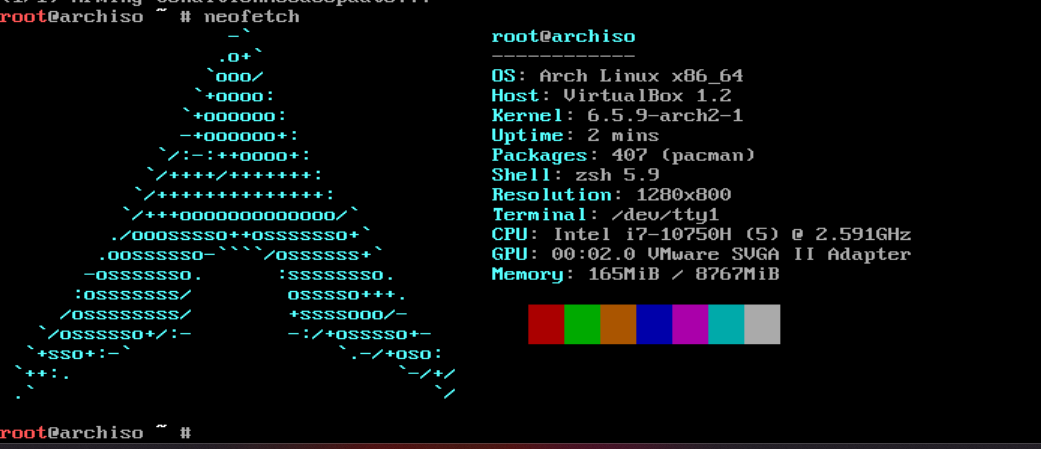 root@archiso ~ # neofetch
root@archiso
------------
OS: Arch Linux x86_64
Host: VirtualBox 1.2
Kernel: 6.5.9-arch2-1
Uptime: 2 mins
Packages: 407 (pacman)
Shell: zsh 5.9
Resolution: 1280x800
Terminal: /dev/tty1
CPU: Intel i7-10750H (5) @ 2.591GHz
GPU: 00:02.0 VMware SVGA II Adapter
Memory: 165MiB / 8767MiB
root@archiso ~ #